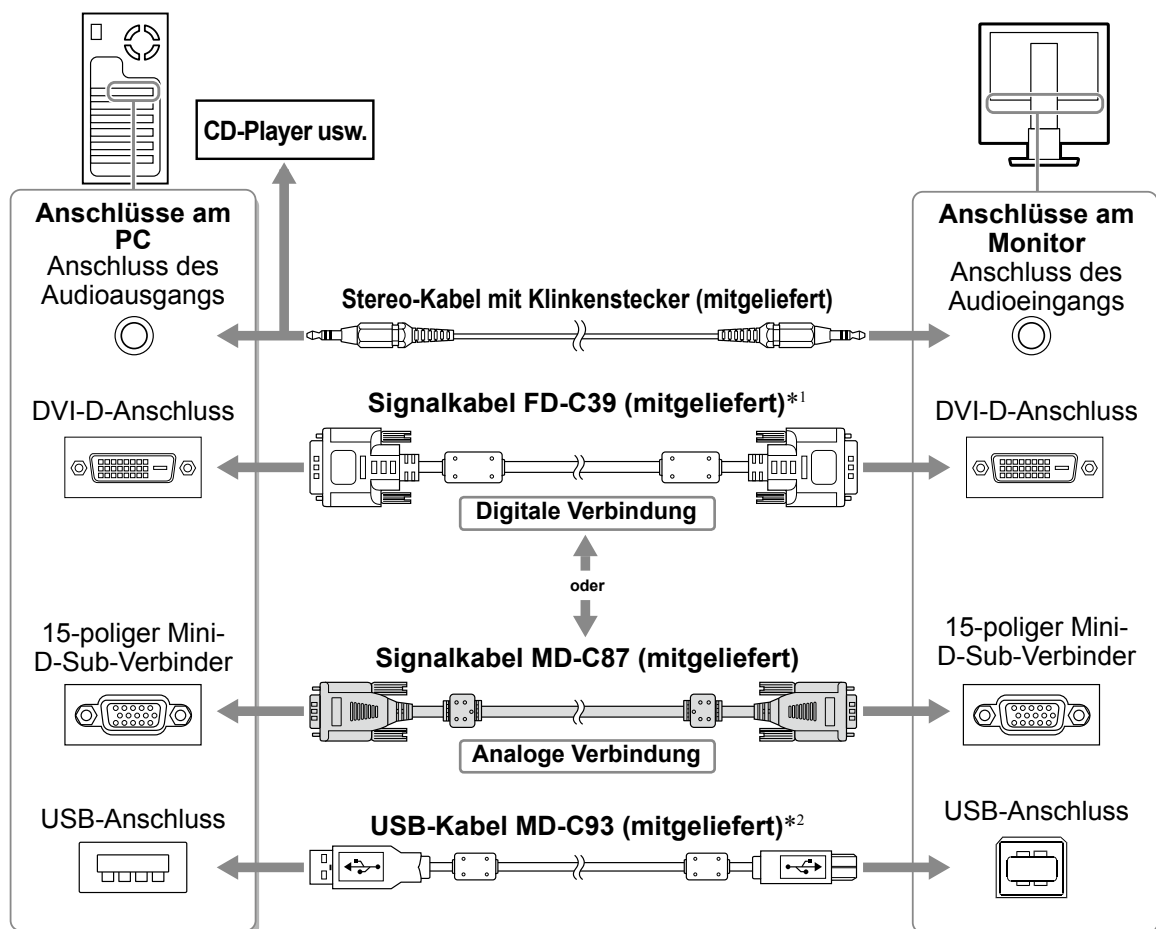 CD-Player usw.
Anschlüsse am
PC
Anschluss des
Audioausgangs
Anschlüsse am
Monitor
Anschluss des
Audioeingangs
Stereo-Kabel mit Klinkenstecker (mitgeliefert)
DVI-D-Anschluss
Signalkabel FD-C39 (mitgeliefert)*1
DVI-D-Anschluss
Digitale Verbindung
oder
15-poliger Mini-
D-Sub-Verbinder
Signalkabel MD-C87 (mitgeliefert)
15-poliger Mini-
D-Sub-Verbinder
Analoge Verbindung
USB-Anschluss
USB-Kabel MD-C93 (mitgeliefert)*2
USB-Anschluss